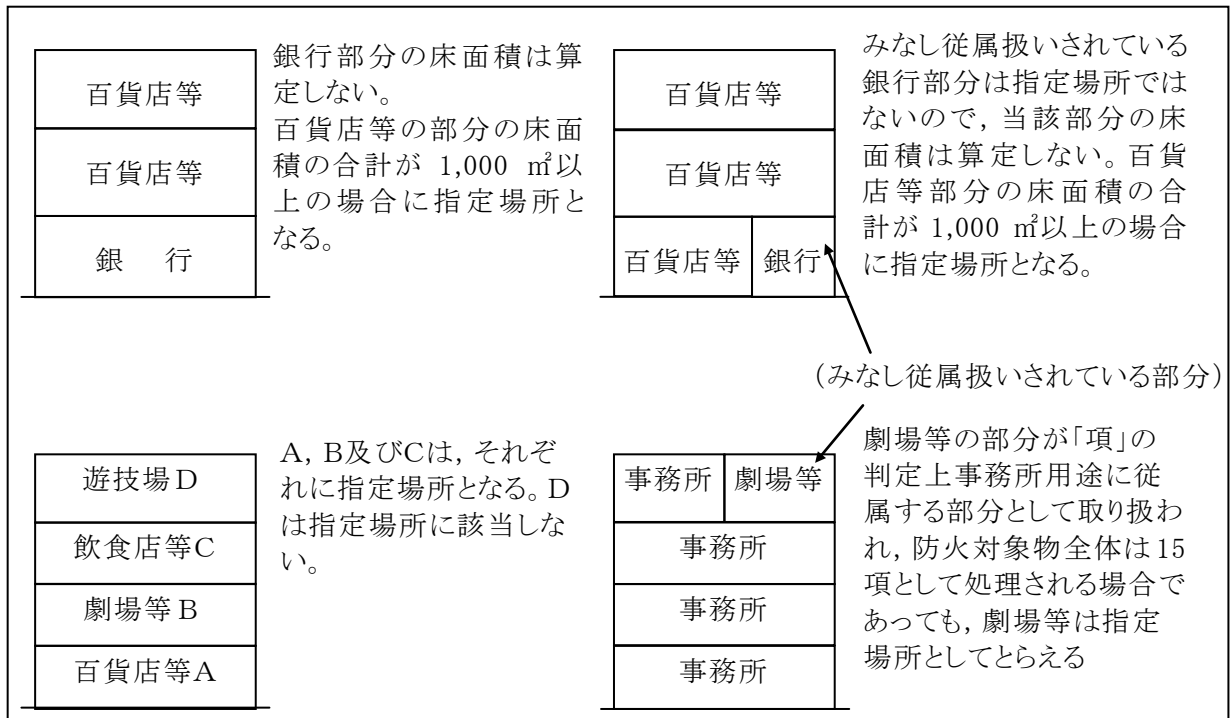 百貨店等
百貨店等
銀　行
銀行部分の床面積は算
定しない。
百貨店等の部分の床面
積の合計が 1,000 ㎡以
上の場合に指定場所と
なる。
百貨店等
百貨店等
百貨店等 銀行
みなし従属扱いされている
銀行部分は指定場所では
ないので，当該部分の床
面積は算定しない。百貨
店等部分の床面積の合
計が 1,000 ㎡以上の場合
に指定場所となる。
（みなし従属扱いされている部分）
遊技場Ｄ
飲食店等C
劇場等Ｂ
百貨店等A
Ａ，Ｂ及びＣは，それぞ
れに指定場所となる。Ｄ
は指定場所に該当しな
い。
事務所 劇場等
事務所
事務所
事務所
劇場等の部分が「項」の
判定上事務所用途に従
属する部分として取り扱わ
れ，防火対象物全体は 15
項として処理される場合で
あっても，劇場等は指定
場所としてとらえる